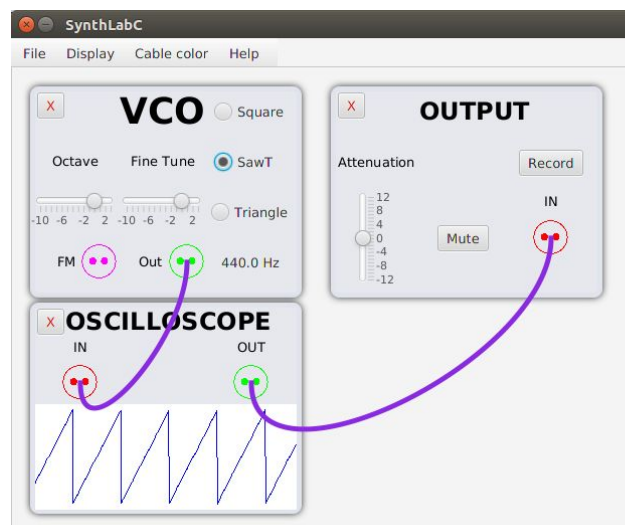 SynthLabC
File Display Cable color Help
X
VCO
Square
Octave
Fine Tune
SawT
-10 -6 -2 2
-10 -6 -2 2
Triangle
FM
Out
440.0 Hz
X
OUTPUT
Attenuation
Record
12
8
4
0
-4
-8
-12
Mute
IN
X
OSCILLOSCOPE
IN
OUT